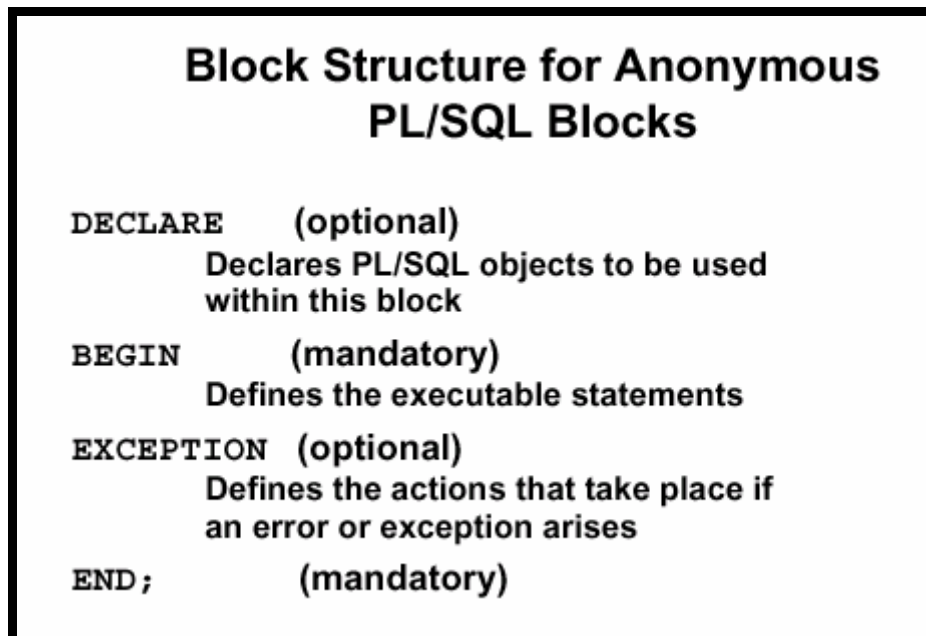 Block Structure for Anonymous
PL/SQL Blocks
DECLARE (optional)
Declares PL/SQL objects to be used
within this block
BEGIN (mandatory)
Defines the executable statements
EXCEPTION (optional)
Defines the actions that take place if
an error or exception arises
END; (mandatory)